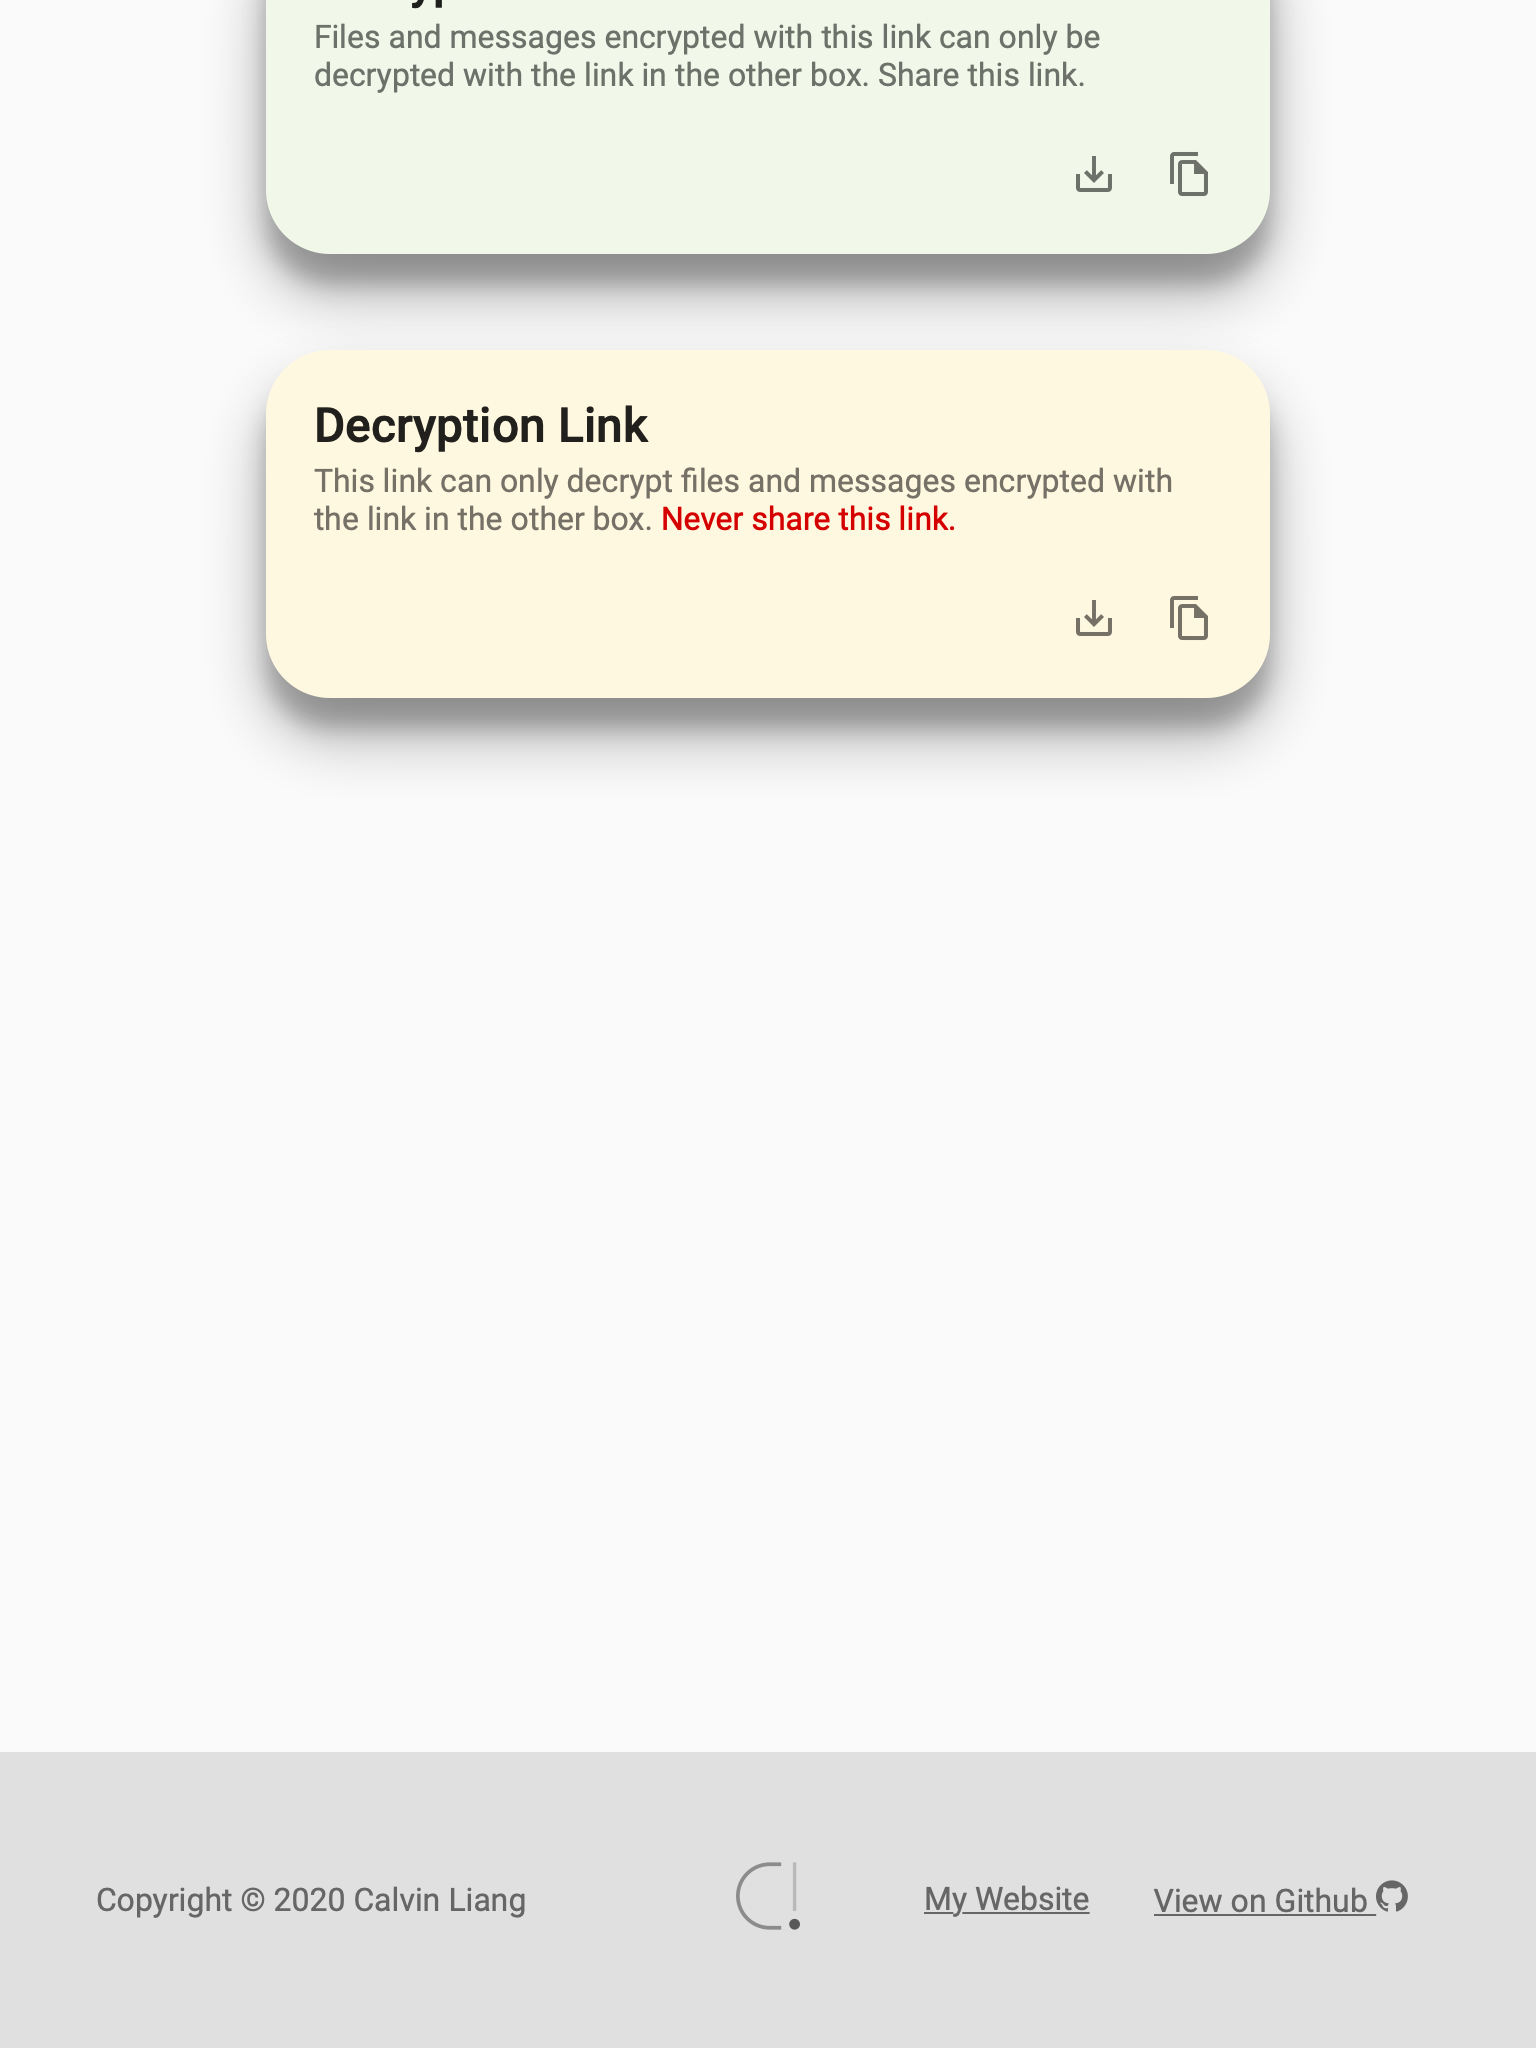 Files and messages encrypted with this link can only be
decrypted with the link in the other box. Share this link.
Decryption Link
This link can only decrypt files and messages encrypted with
the link in the other box. Never share this link.
Copyright © 2020 Calvin Liang
My Website
View on Github